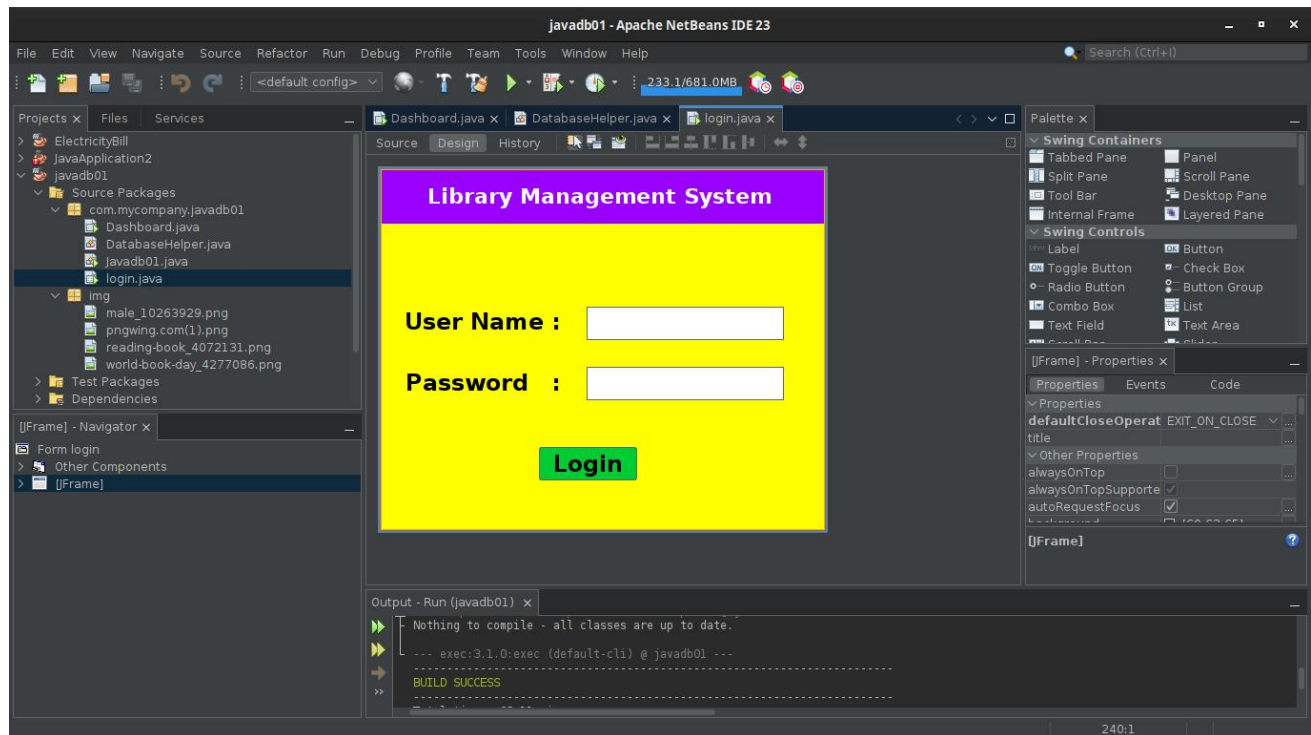 javadb01 - Apache NetBeans IDE 23
File Edit View Navigate Source Refactor Run Debug Profile Team Tools Window Help
Search (Ctrl+I)
<default config>
233.1/681.0MB
Projects Files Services
ElectricityBill
JavaApplication2
javadb01
Source Packages
com.mycompany.javadb01
Dashboard.java
DatabaseHelper.java
Javadb01.java
login.java
img
male_10263929.png
pngwing.com(1).png
reading-book_4072131.png
world-book-day_4277086.png
Test Packages
Dependencies
[JFrame] - Navigator
Form login
Other Components
[JFrame]
Dashboard.java DatabaseHelper.java login.java
Source Design History
Library Management System
User Name :
Password :
Login
Palette
Swing Containers
Tabbed Pane Panel
Split Pane Scroll Pane
Tool Bar Desktop Pane
Internal Frame Layered Pane
Swing Controls
Label Button
Toggle Button Check Box
Radio Button Button Group
Combo Box List
Text Field Text Area
[JFrame] - Properties
Properties Events Code
Properties
defaultCloseOperat EXIT_ON_CLOSE
title
Other Properties
alwaysOnTop
alwaysOnTopSupporte
autoRequestFocus
[JFrame]
Output - Run (javadb01)
Nothing to compile - all classes are up to date.
--- exec:3.1.0:exec (default-cli) @ javadb01 ---
------------------------------------------------------------------------
BUILD SUCCESS
------------------------------------------------------------------------
240:1